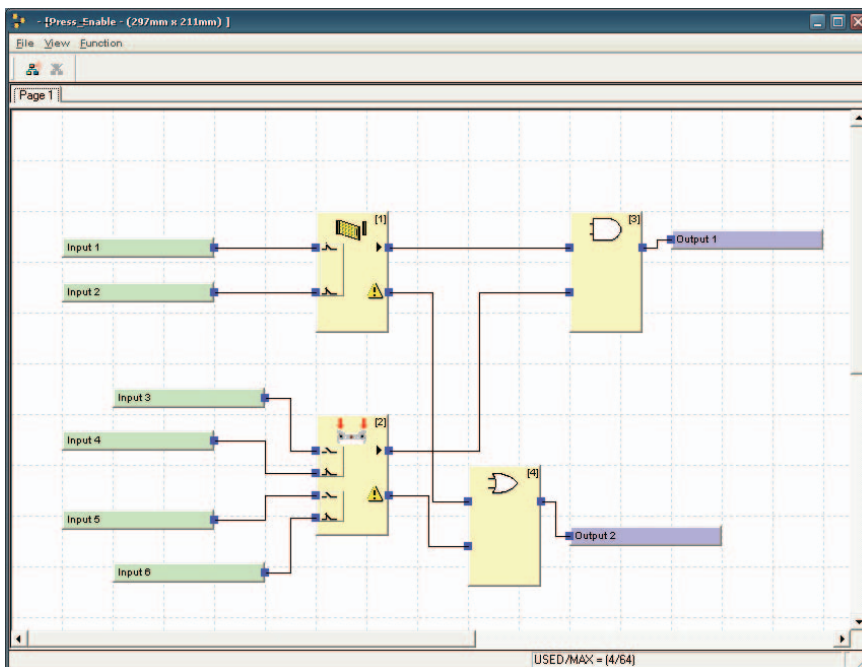 - [Press_Enable - (297mm x 211mm) ]
File View Function
Page 1
[1]
[3]
Input 1
Output 1
Input 2
Input 3
[2]
Input 4
[4]
Input 5
Output 2
Input 6
USED/MAX = (4/64)